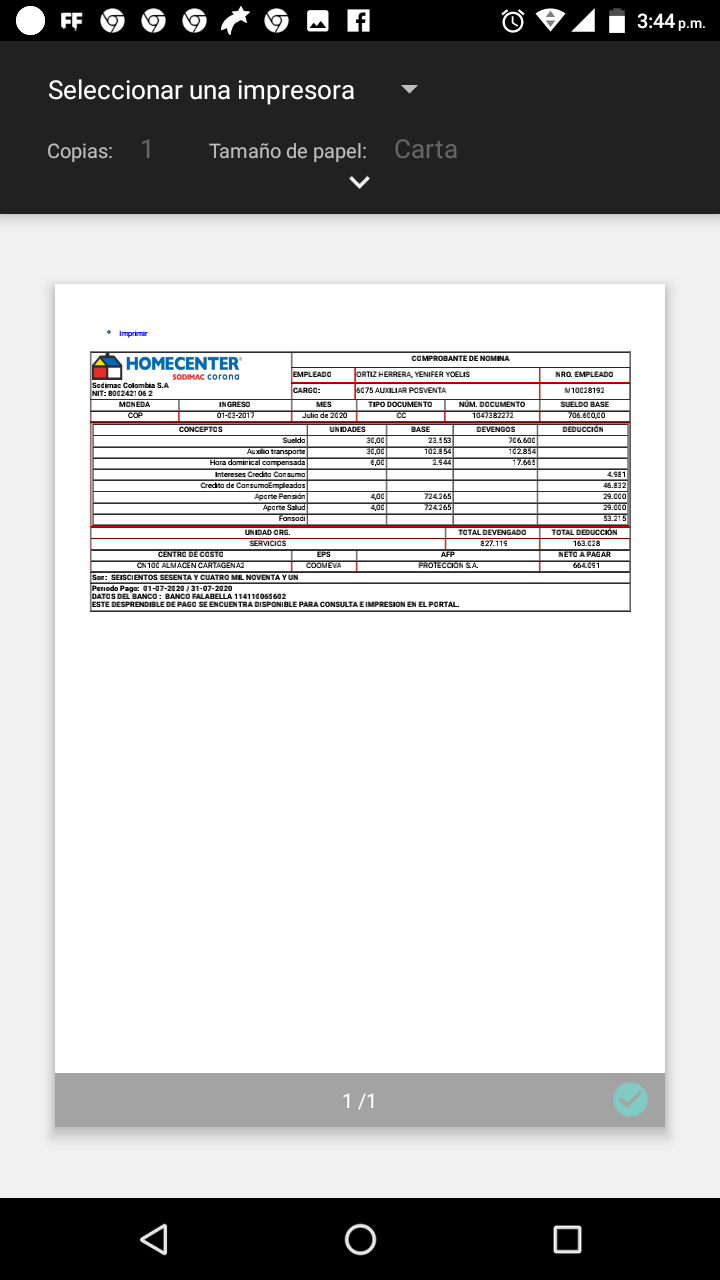 FF 3:44 p.m.
Seleccionar una impresora
Copias: 1 Tamaño de papel: Carta
Imprimir
HOMECENTER
SODIMAC corona
Sodimac Colombia S.A
NIT: 800242106 2
COMPROBANTE DE NOMINA
EMPLEADO ORTIZ HERRERA, YENIFER YOELIS NRO. EMPLEADO
CARGO: 6075 AUXILIAR POSVENTA M10028192
MONEDA INGRESO MES TIPO DOCUMENTO NÚM. DOCUMENTO SUELDO BASE
COP 01-03-2017 Julio de 2020 CC 1047382272 706.600,00
CONCEPTOS UNIDADES BASE DEVENGOS DEDUCCIÓN
Sueldo 30,00 23.553 706.600
Auxilio transporte 30,00 102.854 102.854
Hora dominical compensada 6,00 2.944 17.665
Intereses Credito Consumo 4.981
Credito de ConsumoEmpleados 46.832
Aporte Pensión 4,00 724.265 29.000
Aporte Salud 4,00 724.265 29.000
Fonsodi 53.215
UNIDAD ORG. TOTAL DEVENGADO TOTAL DEDUCCIÓN
SERVICIOS 827.119 163.028
CENTRO DE COSTO EPS AFP NETO A PAGAR
CN100 ALMACEN CARTAGENA2 COOMEVA PROTECCION S.A. 664.091
Son: SEISCIENTOS SESENTA Y CUATRO MIL NOVENTA Y UN
Periodo Pago: 01-07-2020 / 31-07-2020
DATOS DEL BANCO : BANCO FALABELLA 114110065602
ESTE DESPRENDIBLE DE PAGO SE ENCUENTRA DISPONIBLE PARA CONSULTA E IMPRESION EN EL PORTAL.
1 /1